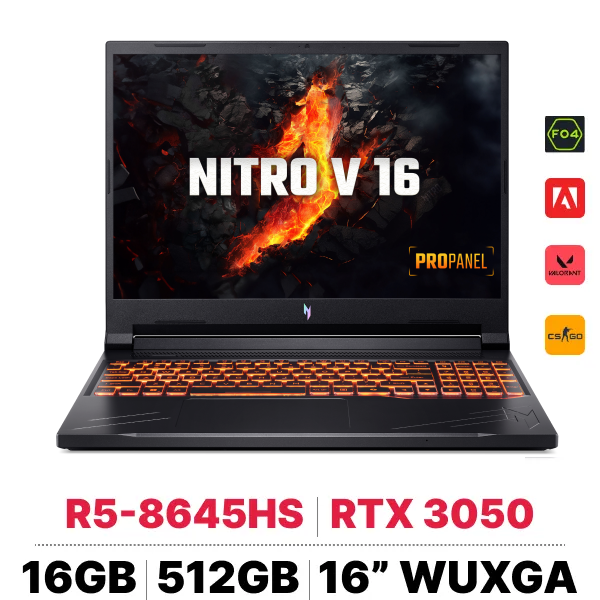 NITRO V 16
PROPANEL
FO4
VALORANT
CS GO
R5-8645HS RTX 3050
16GB 512GB 16” WUXGA